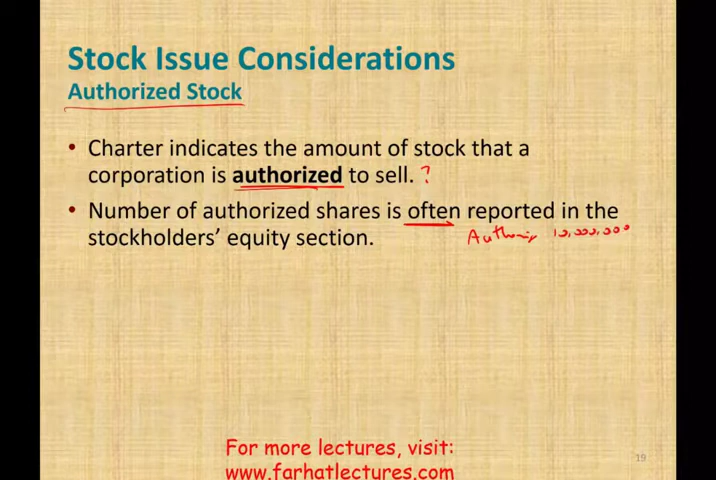 Stock Issue Considerations
Authorized Stock
• Charter indicates the amount of stock that a
corporation is authorized to sell. ?
• Number of authorized shares is often reported in the
stockholders' equity section. 10,000,000
For more lectures, visit:
www.farhatlectures.com
19